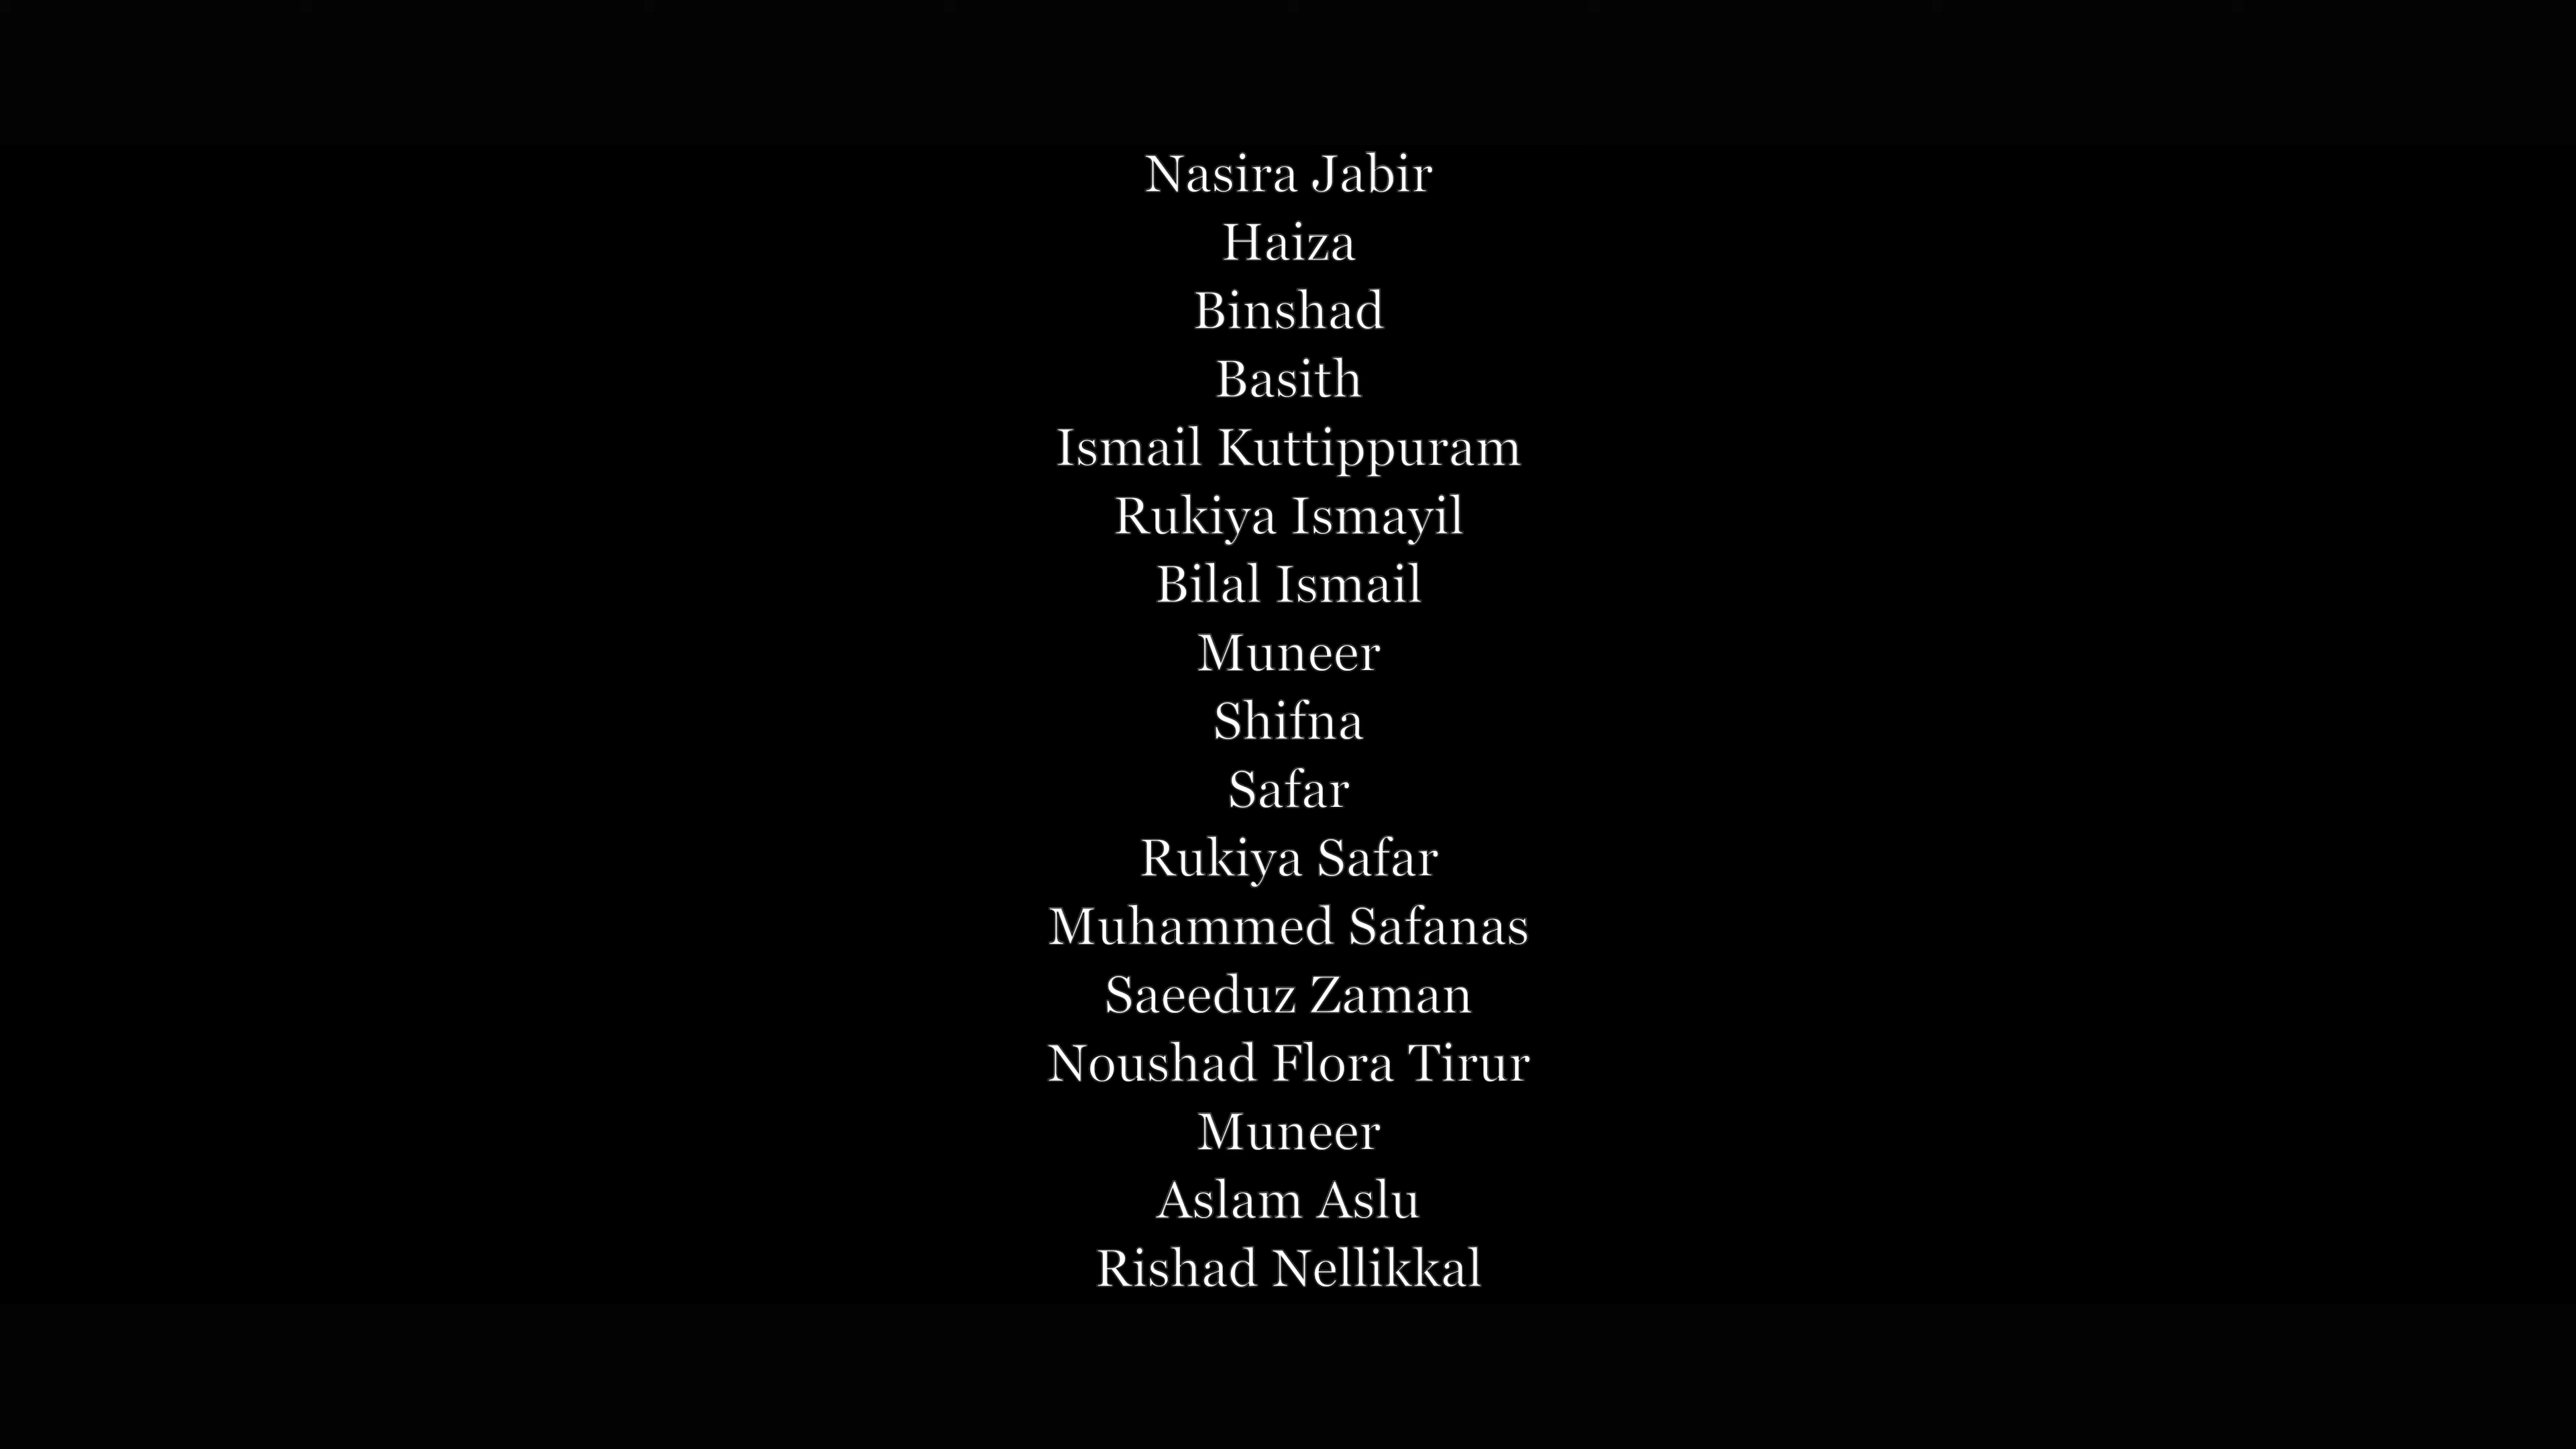 Nasira Jabir
Haiza
Binshad
Basith
Ismail Kuttippuram
Rukiya Ismayil
Bilal Ismail
Muneer
Shifna
Safar
Rukiya Safar
Muhammed Safanas
Saeeduz Zaman
Noushad Flora Tirur
Muneer
Aslam Aslu
Rishad Nellikkal